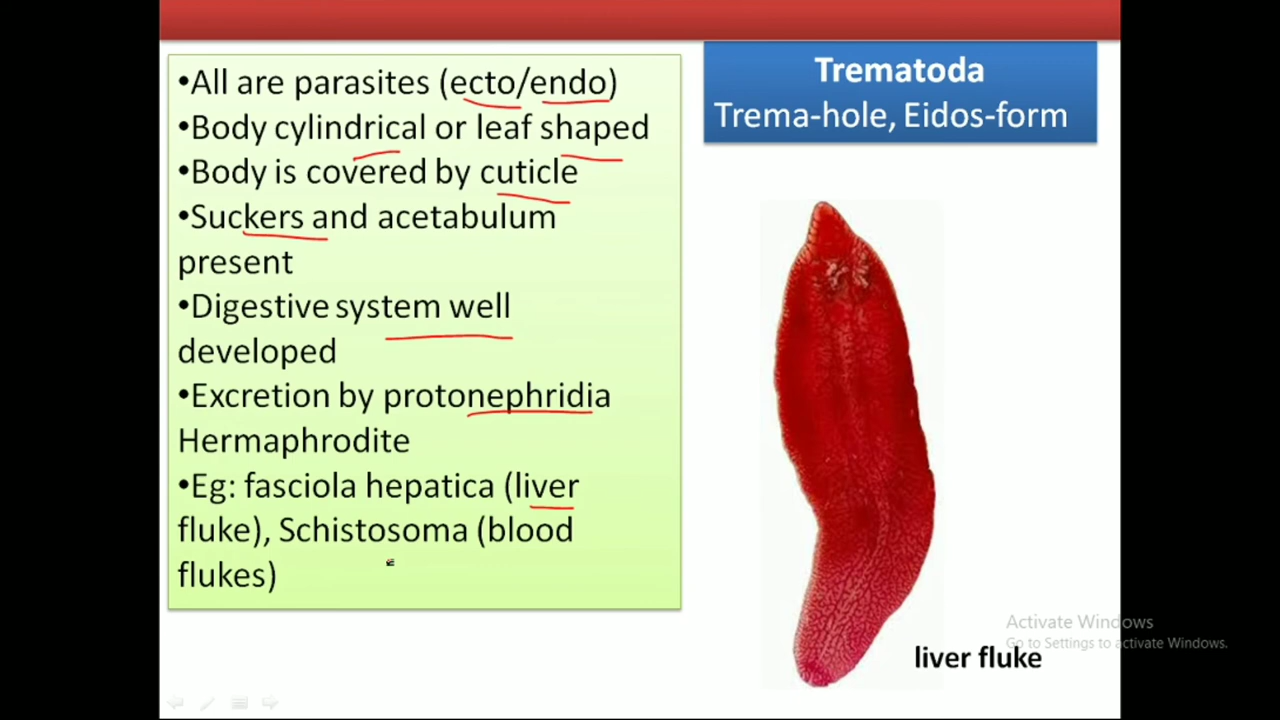 •All are parasites (ecto/endo)
•Body cylindrical or leaf shaped
•Body is covered by cuticle
•Suckers and acetabulum
present
•Digestive system well
developed
•Excretion by protonephridia
Hermaphrodite
•Eg: fasciola hepatica (liver
fluke), Schistosoma (blood
flukes)
Trematoda
Trema-hole, Eidos-form
liver fluke
Activate Windows
Go to Settings to activate Windows.